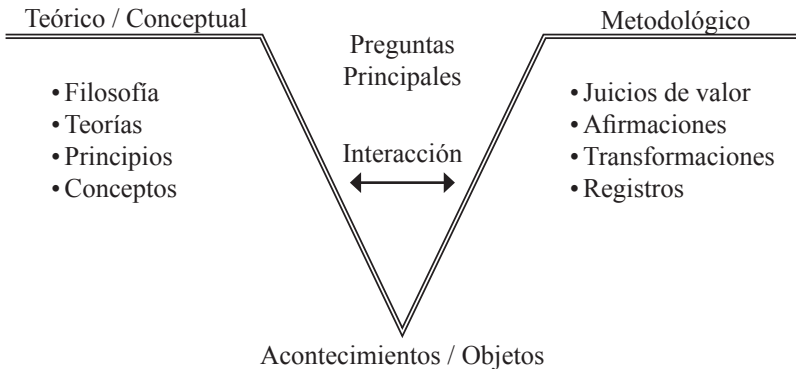 Teórico / Conceptual
• Filosofía
• Teorías
• Principios
• Conceptos
Preguntas
Principales
Interacción
Metodológico
• Juicios de valor
• Afirmaciones
• Transformaciones
• Registros
Acontecimientos / Objetos